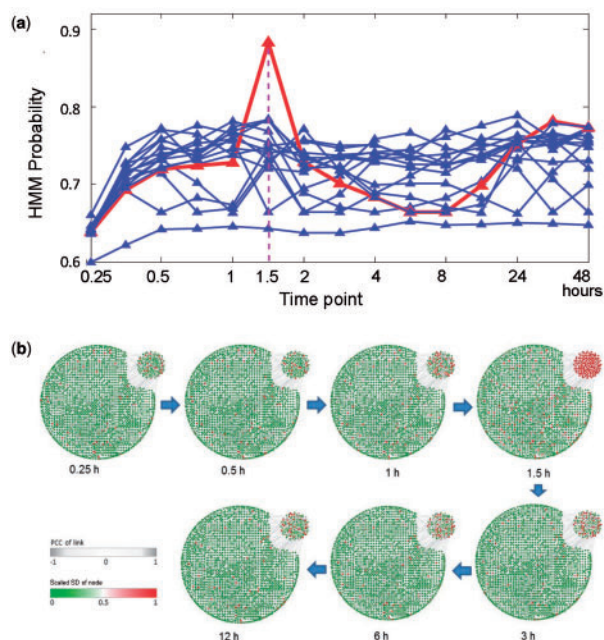 (a)
0.9
0.8
0.7
0.6
HMM Probability
0.25 0.5 1 1.5 2 4 8 24 48
hours
Time point
(b)
0.25 h 0.5 h 1 h 1.5 h
PCC of link
-1 0 1
Scaled SD of node
0 0.5 1
12 h 6 h 3 h